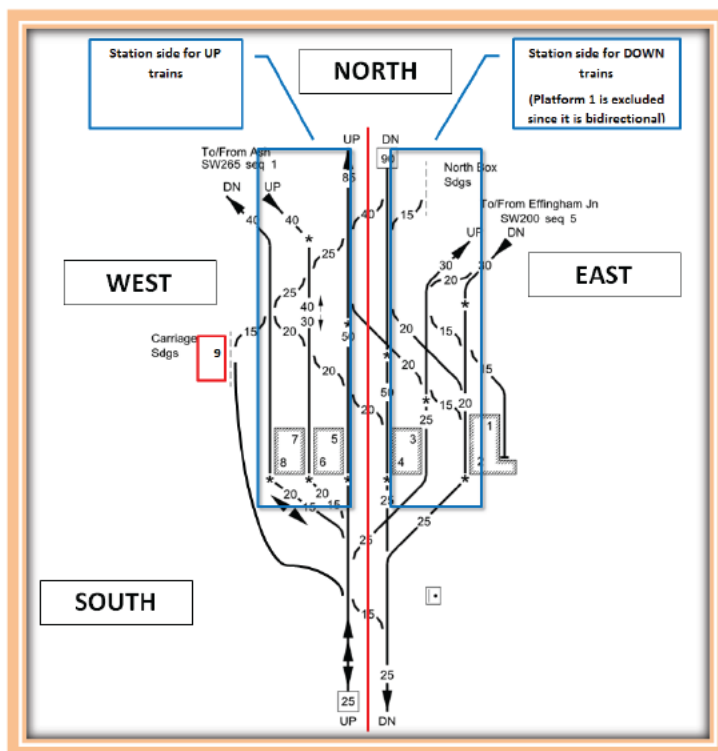 Station side for UP
trains
NORTH
Station side for DOWN
trains
(Platform 1 is excluded
since it is bidirectional)
UP
DN
90
85
To/From Ash
SW265 seq 1
DN
UP
40
40
North Box
Sdgs
To/From Effingham Jn
SW200 seq 5
UP
DN
40
15
25
30
20
30
WEST
EAST
25
40
30
50
20
15
Carriage
Sdgs
9
15
20
20
20
15
50
20
25
15
20
7
8
5
6
3
4
1
2
20
15
20
15
25
25
25
SOUTH
15
25
25
UP
DN